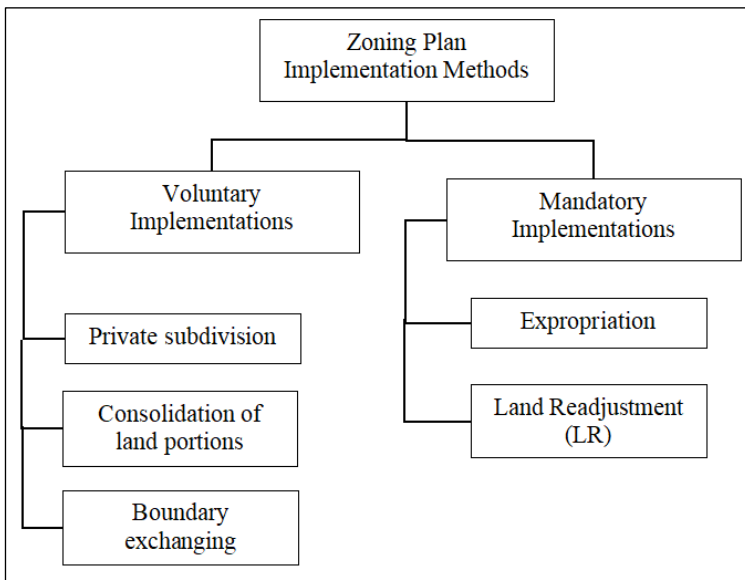 Zoning Plan
Implementation Methods
Voluntary
Implementations
Mandatory
Implementations
Private subdivision
Consolidation of
land portions
Boundary
exchanging
Expropriation
Land Readjustment
(LR)